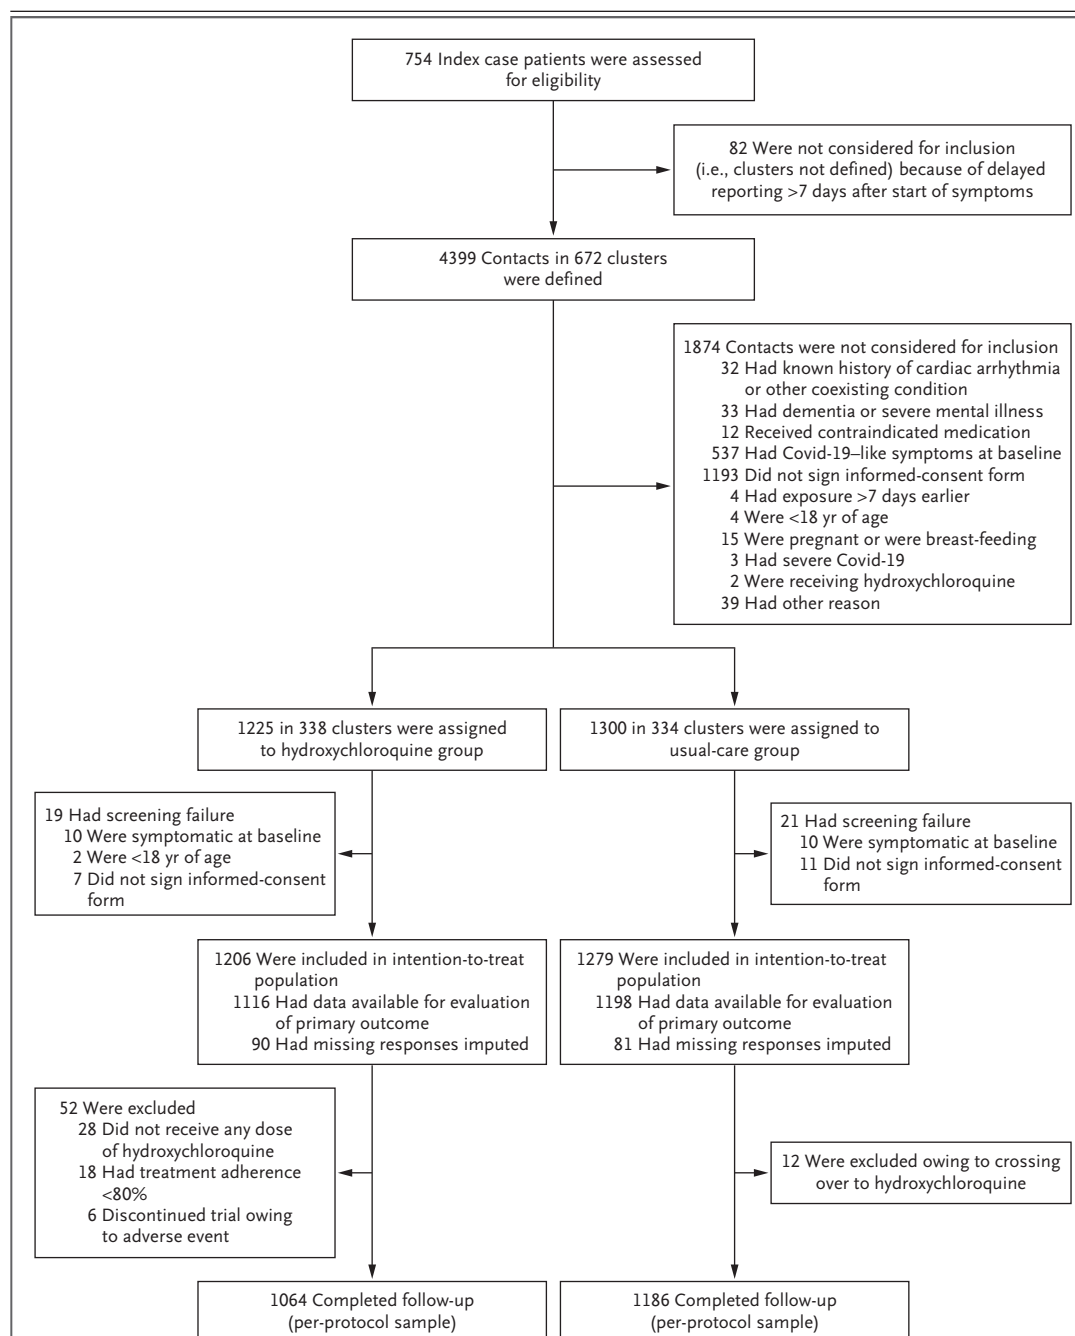 754 Index case patients were assessed
for eligibility
82 Were not considered for inclusion
(i.e., clusters not defined) because of delayed
reporting >7 days after start of symptoms
4399 Contacts in 672 clusters
were defined
1874 Contacts were not considered for inclusion
32 Had known history of cardiac arrhythmia
or other coexisting condition
33 Had dementia or severe mental illness
12 Received contraindicated medication
537 Had Covid-19–like symptoms at baseline
1193 Did not sign informed-consent form
4 Had exposure >7 days earlier
4 Were <18 yr of age
15 Were pregnant or were breast-feeding
3 Had severe Covid-19
2 Were receiving hydroxychloroquine
39 Had other reason
1225 in 338 clusters were assigned
to hydroxychloroquine group
1300 in 334 clusters were assigned to
usual-care group
19 Had screening failure
10 Were symptomatic at baseline
2 Were <18 yr of age
7 Did not sign informed-consent
form
21 Had screening failure
10 Were symptomatic at baseline
11 Did not sign informed-consent
form
1206 Were included in intention-to-treat
population
1116 Had data available for evaluation
of primary outcome
90 Had missing responses imputed
1279 Were included in intention-to-treat
population
1198 Had data available for evaluation
of primary outcome
81 Had missing responses imputed
52 Were excluded
28 Did not receive any dose
of hydroxychloroquine
18 Had treatment adherence
<80%
6 Discontinued trial owing
to adverse event
12 Were excluded owing to crossing
over to hydroxychloroquine
1064 Completed follow-up
(per-protocol sample)
1186 Completed follow-up
(per-protocol sample)